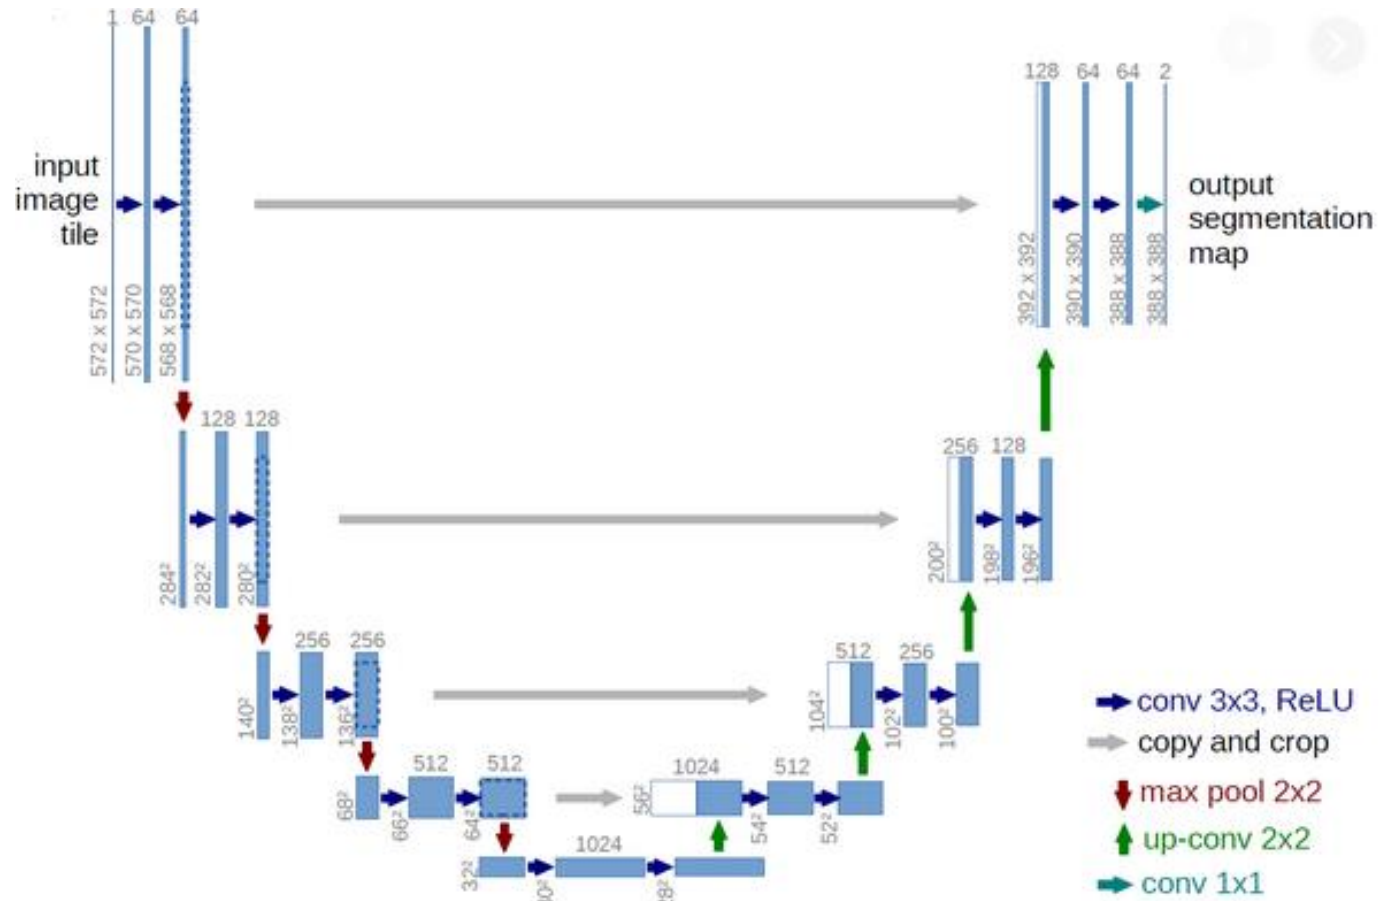 1 64 64
input
image
tile
572 x 572
570 x 570
568 x 568
128 64 64 2
output
segmentation
map
392 x 392
390 x 390
388 x 388
388 x 388
128 128
284²
282²
280²
256 128
200²
198²
196²
256 256
140²
138²
136²
512 256
104²
102²
100²
512 512
68²
66²
64²
1024 512
56²
54²
52²
1024
32²
conv 3x3, ReLU
copy and crop
max pool 2x2
up-conv 2x2
conv 1x1